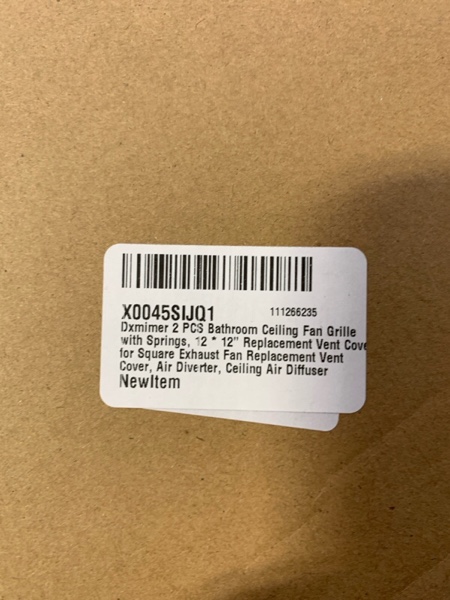 X0045SIJQ1 111266235
Dxmimer 2 PCS Bathroom Ceiling Fan Grille
with Springs, 12 * 12" Replacement Vent Cove
for Square Exhaust Fan Replacement Vent
Cover, Air Diverter, Ceiling Air Diffuser
NewItem